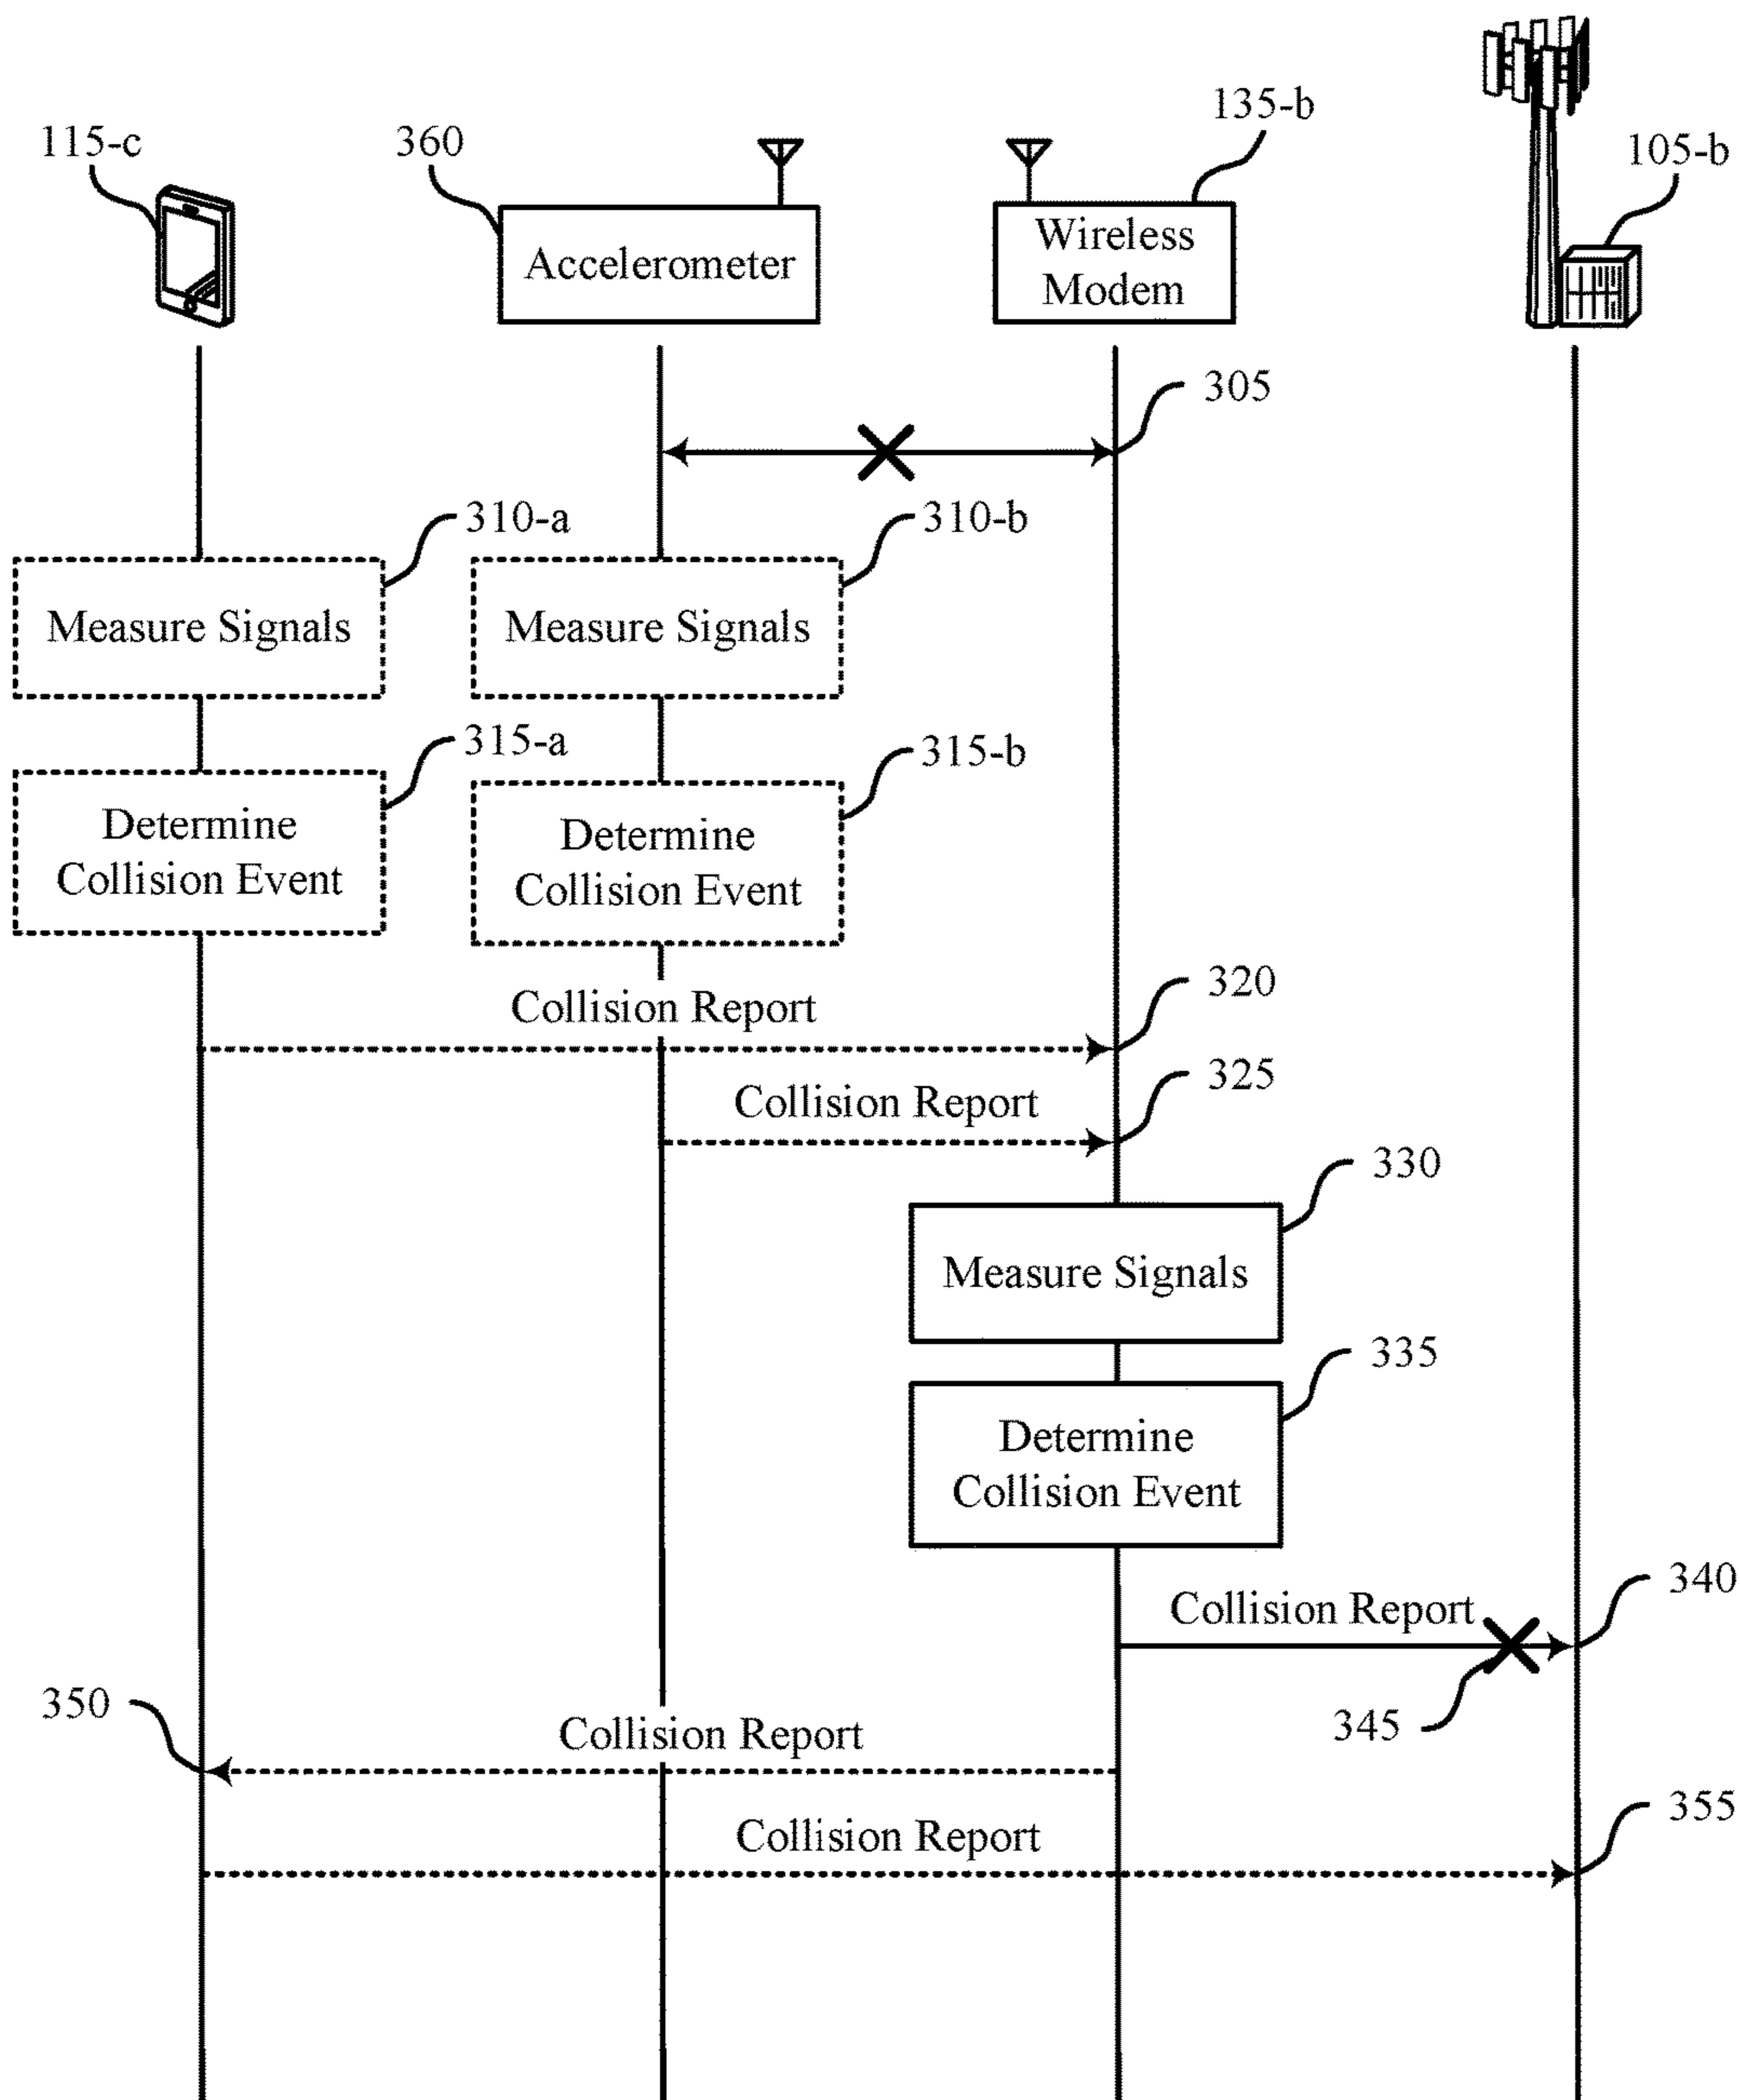 135-b
115-c
360
105-b
Accelerometer
Wireless
Modem
305
310-a
310-b
Measure Signals
Measure Signals
315-a
315-b
Determine
Collision Event
Determine
Collision Event
320
Collision Report
325
Collision Report
330
Measure Signals
335
Determine
Collision Event
340
Collision Report
345
350
Collision Report
355
Collision Report